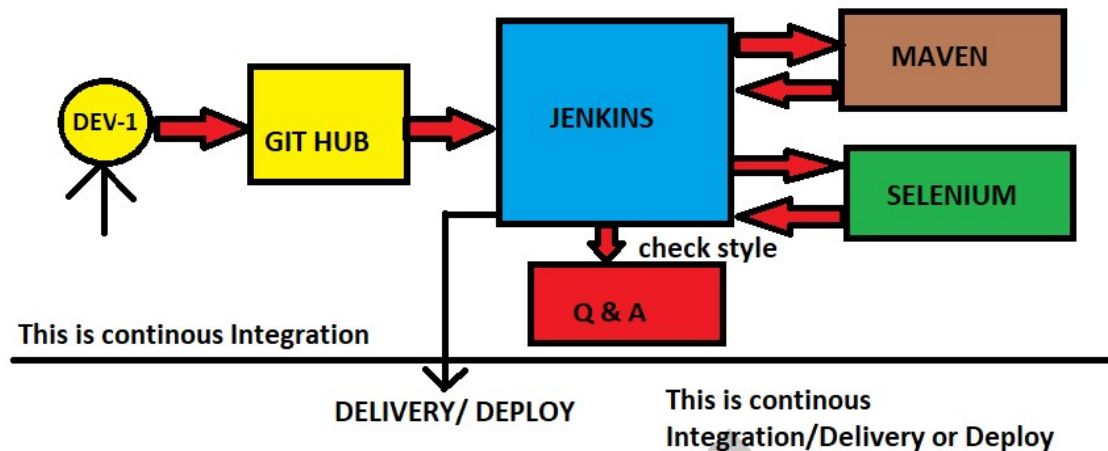 DEV-1
GIT HUB
JENKINS
MAVEN
SELENIUM
check style
Q & A
This is continous Integration
DELIVERY/ DEPLOY
This is continous
Integration/Delivery or Deploy